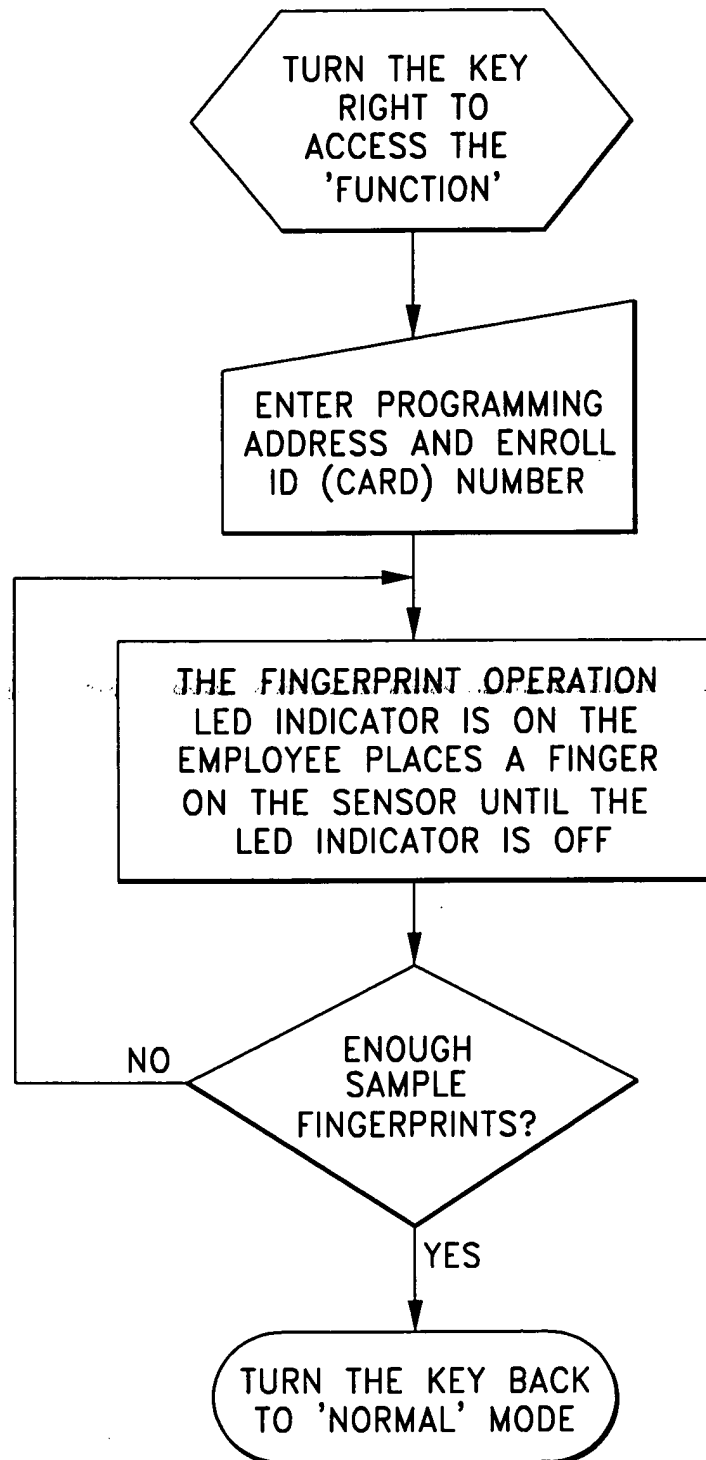 TURN THE KEY
RIGHT TO
ACCESS THE
'FUNCTION'
ENTER PROGRAMMING
ADDRESS AND ENROLL
ID (CARD) NUMBER
THE FINGERPRINT OPERATION
LED INDICATOR IS ON THE
EMPLOYEE PLACES A FINGER
ON THE SENSOR UNTIL THE
LED INDICATOR IS OFF
NO
ENOUGH
SAMPLE
FINGERPRINTS?
YES
TURN THE KEY BACK
TO 'NORMAL' MODE